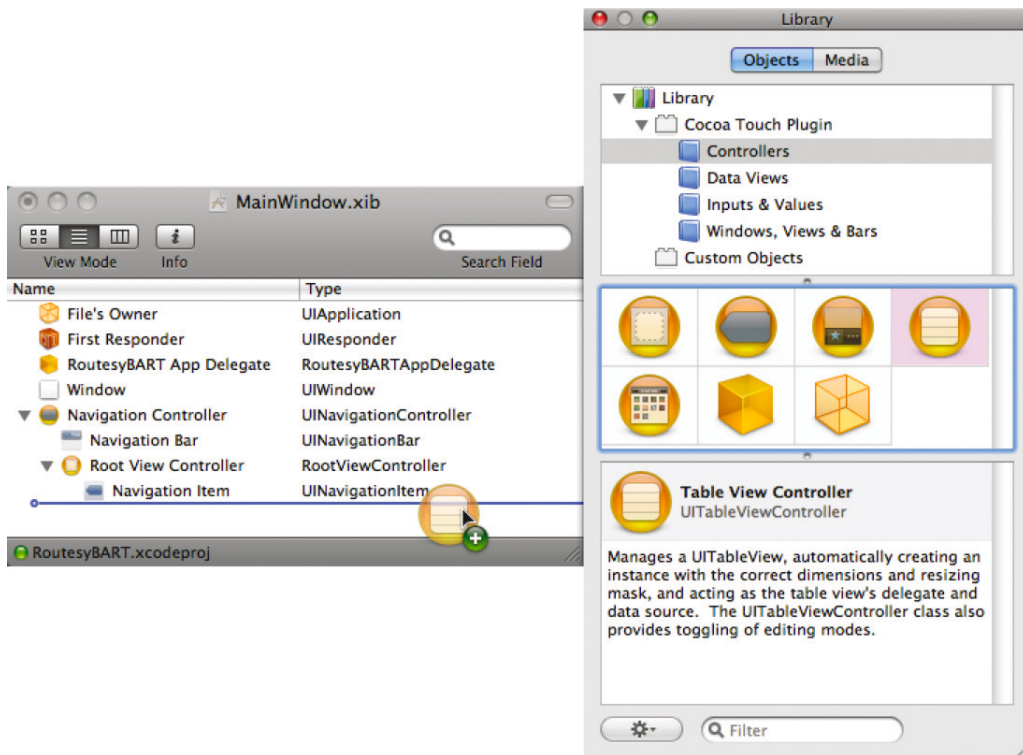 MainWindow.xib
View Mode Info Search Field
Name Type
File's Owner UIApplication
First Responder UIResponder
RoutesyBART App Delegate RoutesyBARTAppDelegate
Window UIWindow
Navigation Controller UINavigationController
Navigation Bar UINavigationBar
Root View Controller RootViewController
Navigation Item UINavigationItem
RoutesyBART.xcodeproj
Library
Objects Media
Library
Cocoa Touch Plugin
Controllers
Data Views
Inputs & Values
Windows, Views & Bars
Custom Objects
Table View Controller
UITableViewController
Manages a UITableView, automatically creating an
instance with the correct dimensions and resizing
mask, and acting as the table view's delegate and
data source. The UITableViewController class also
provides toggling of editing modes.
Filter